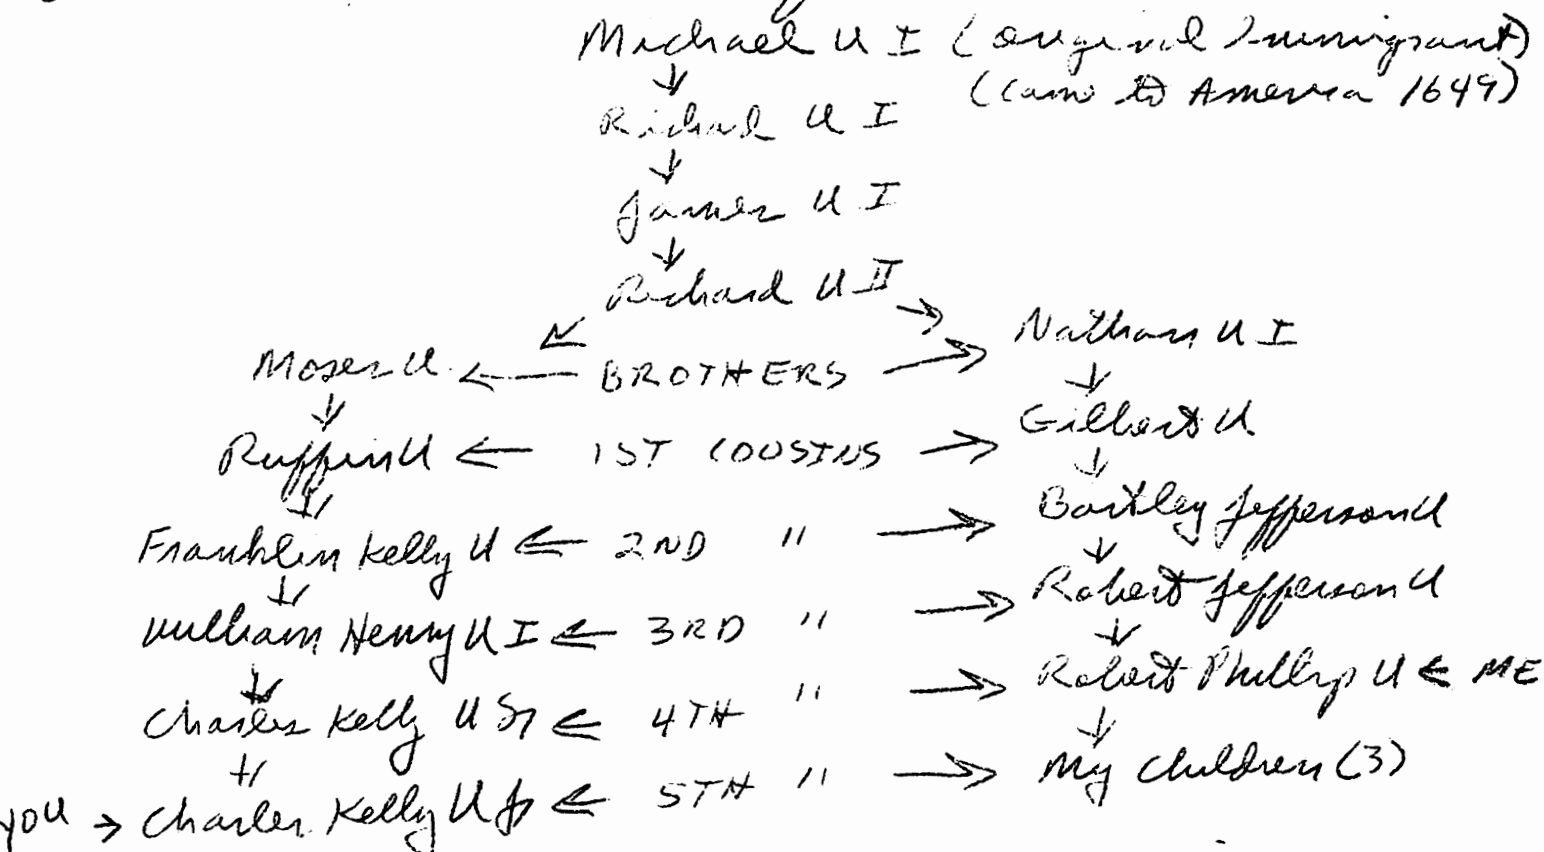 Michael U I (original Immigrant)
(came to America 1649)
Richard U I
James U I
Richard U II
Nathan U I
Moses U BROTHERS
Gilbert U
Ruffin U 1ST COUSINS
Bartley Jefferson U
Franklin Kelly U 2ND "
Robert Jefferson U
William Henry U I 3RD "
Robert Phillip U ME
Charles Kelly U Sr 4TH "
My children (3)
YOU Charles Kelly U Jr 5TH "